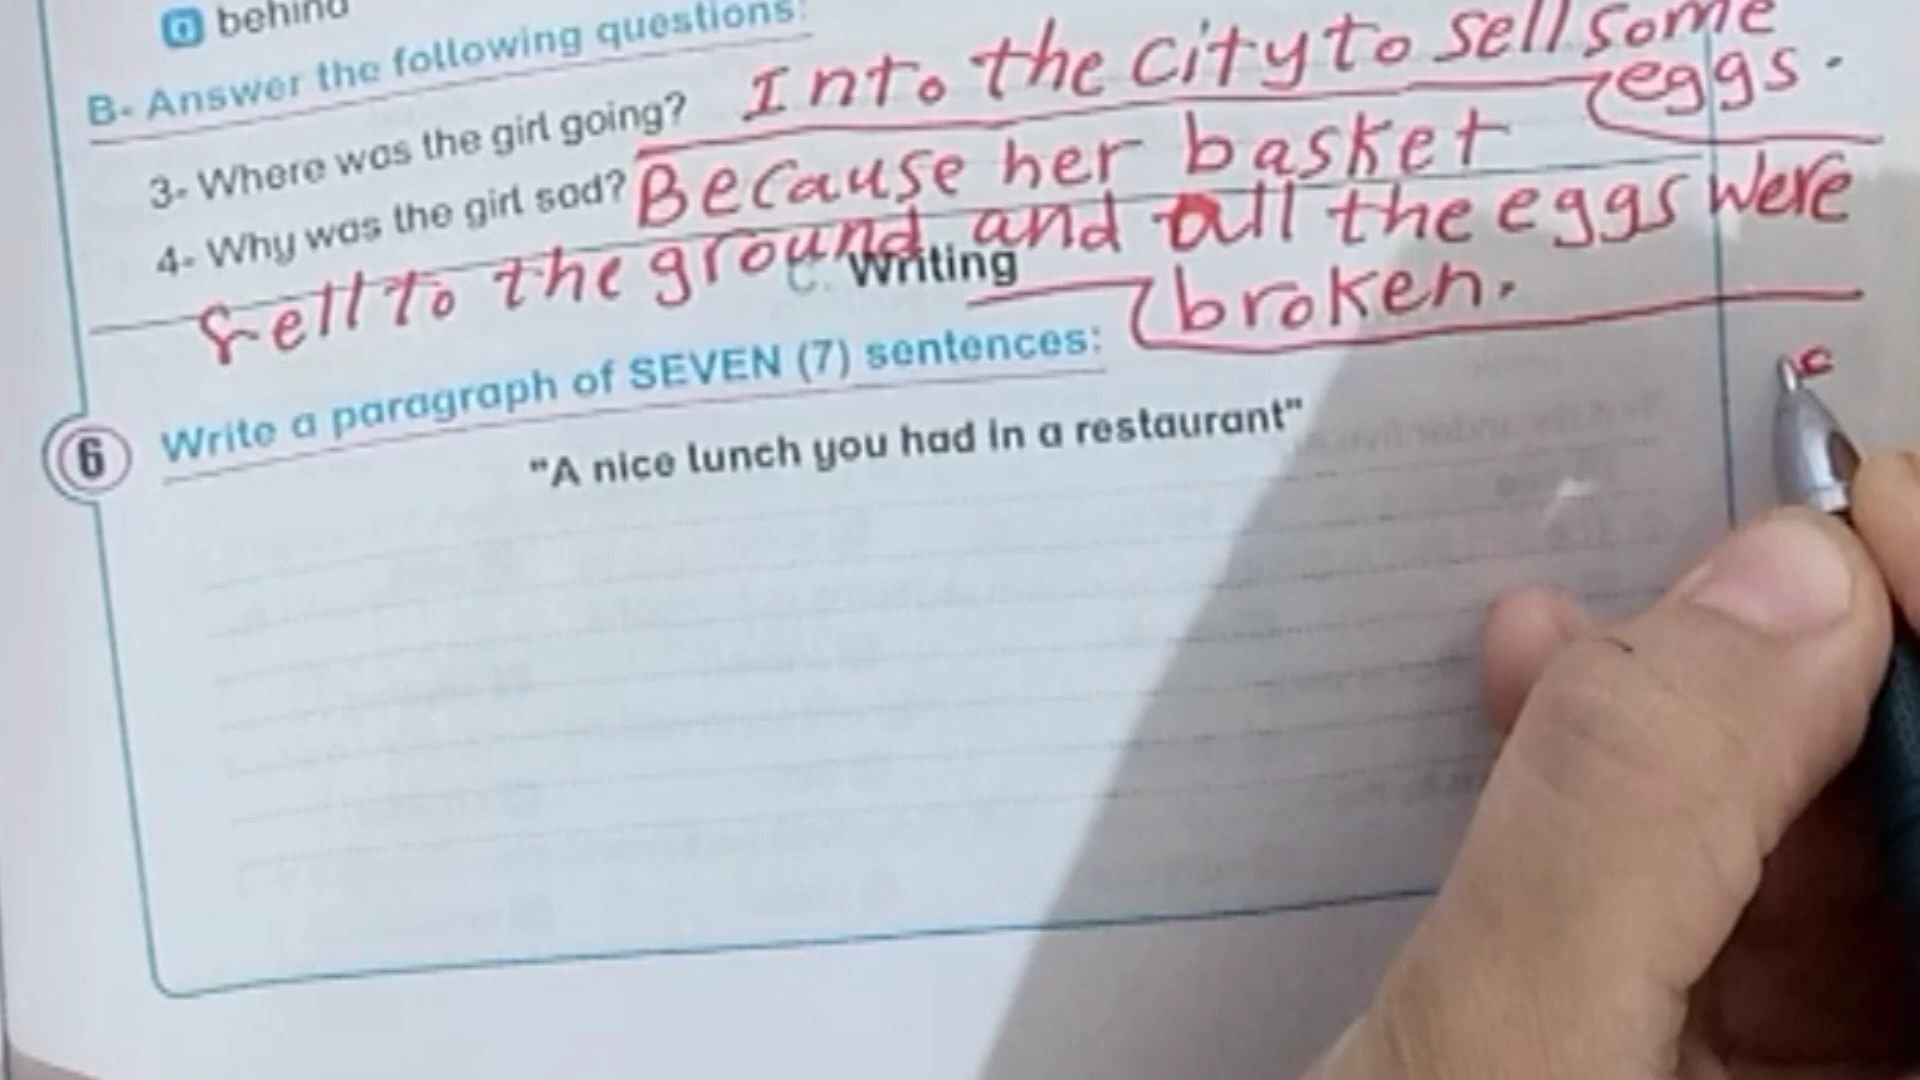 a behind
B- Answer the following questions:
3- Where was the girl going? Into the city to sell some
eggs.
4- Why was the girl sad? Because her basket
fell to the ground and all the eggs were
broken.
C. Writing
6 Write a paragraph of SEVEN (7) sentences:
"A nice lunch you had in a restaurant"